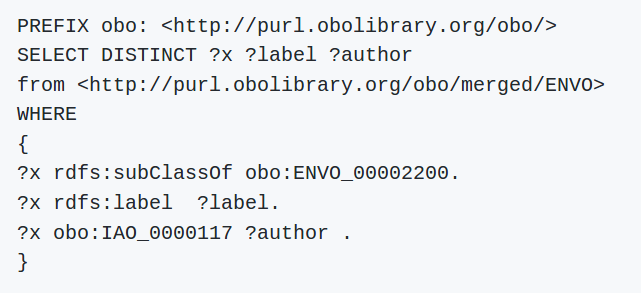 PREFIX obo: <http://purl.obolibrary.org/obo/>
SELECT DISTINCT ?x ?label ?author
from <http://purl.obolibrary.org/obo/merged/ENVO>
WHERE
{
?x rdfs:subClassOf obo:ENVO_00002200.
?x rdfs:label  ?label.
?x obo:IAO_0000117 ?author .
}